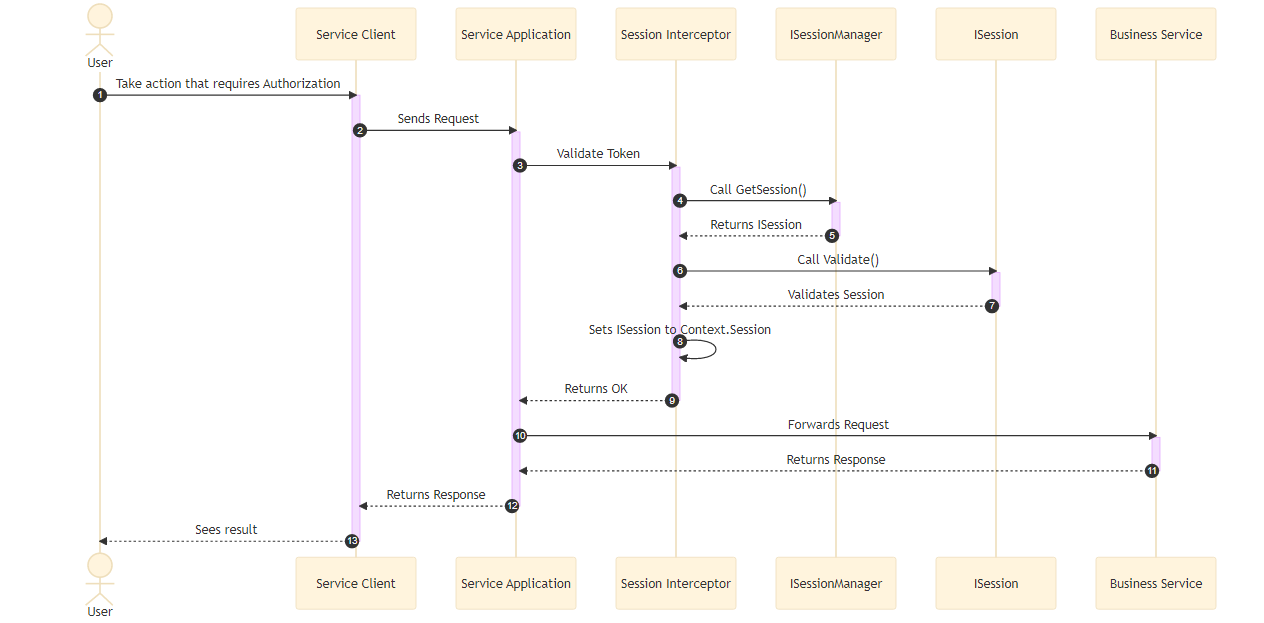 Service Client
Service Application
Session Interceptor
ISessionManager
ISession
Business Service
User
Take action that requires Authorization
1
Sends Request
2
Validate Token
3
Call GetSession()
4
Returns ISession
5
Call Validate()
6
Validates Session
7
Sets ISession to Context.Session
8
Returns OK
9
Forwards Request
10
Returns Response
11
Returns Response
12
Sees result
13
Service Client
Service Application
Session Interceptor
ISessionManager
ISession
Business Service
User